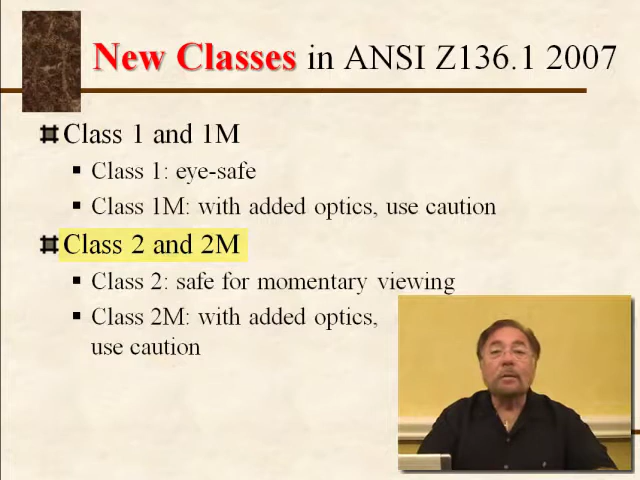 New Classes in ANSI Z136.1 2007
Class 1 and 1M
Class 1: eye-safe
Class 1M: with added optics, use caution
Class 2 and 2M
Class 2: safe for momentary viewing
Class 2M: with added optics,
use caution